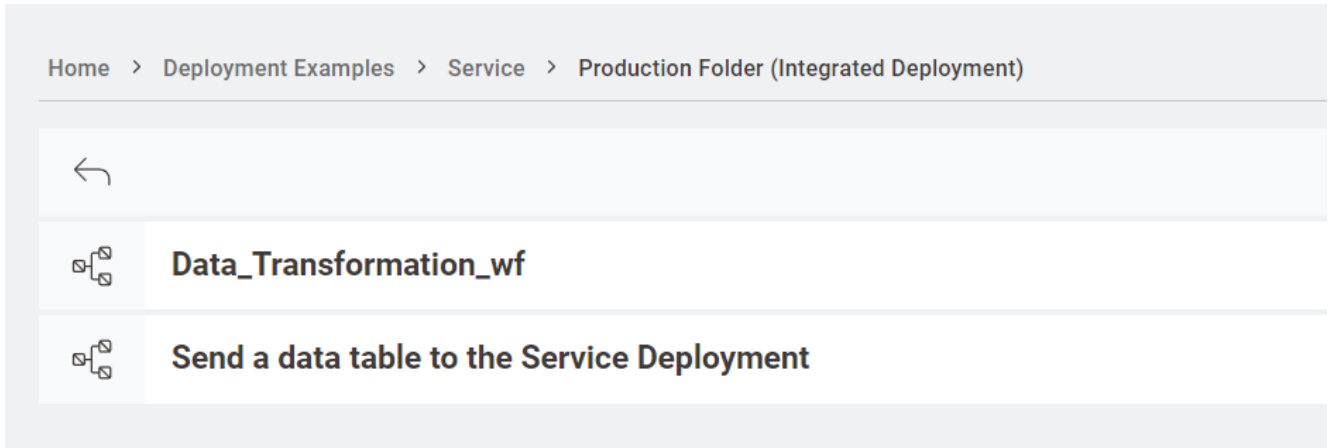 Home > Deployment Examples > Service > Production Folder (Integrated Deployment)
Data_Transformation_wf
Send a data table to the Service Deployment